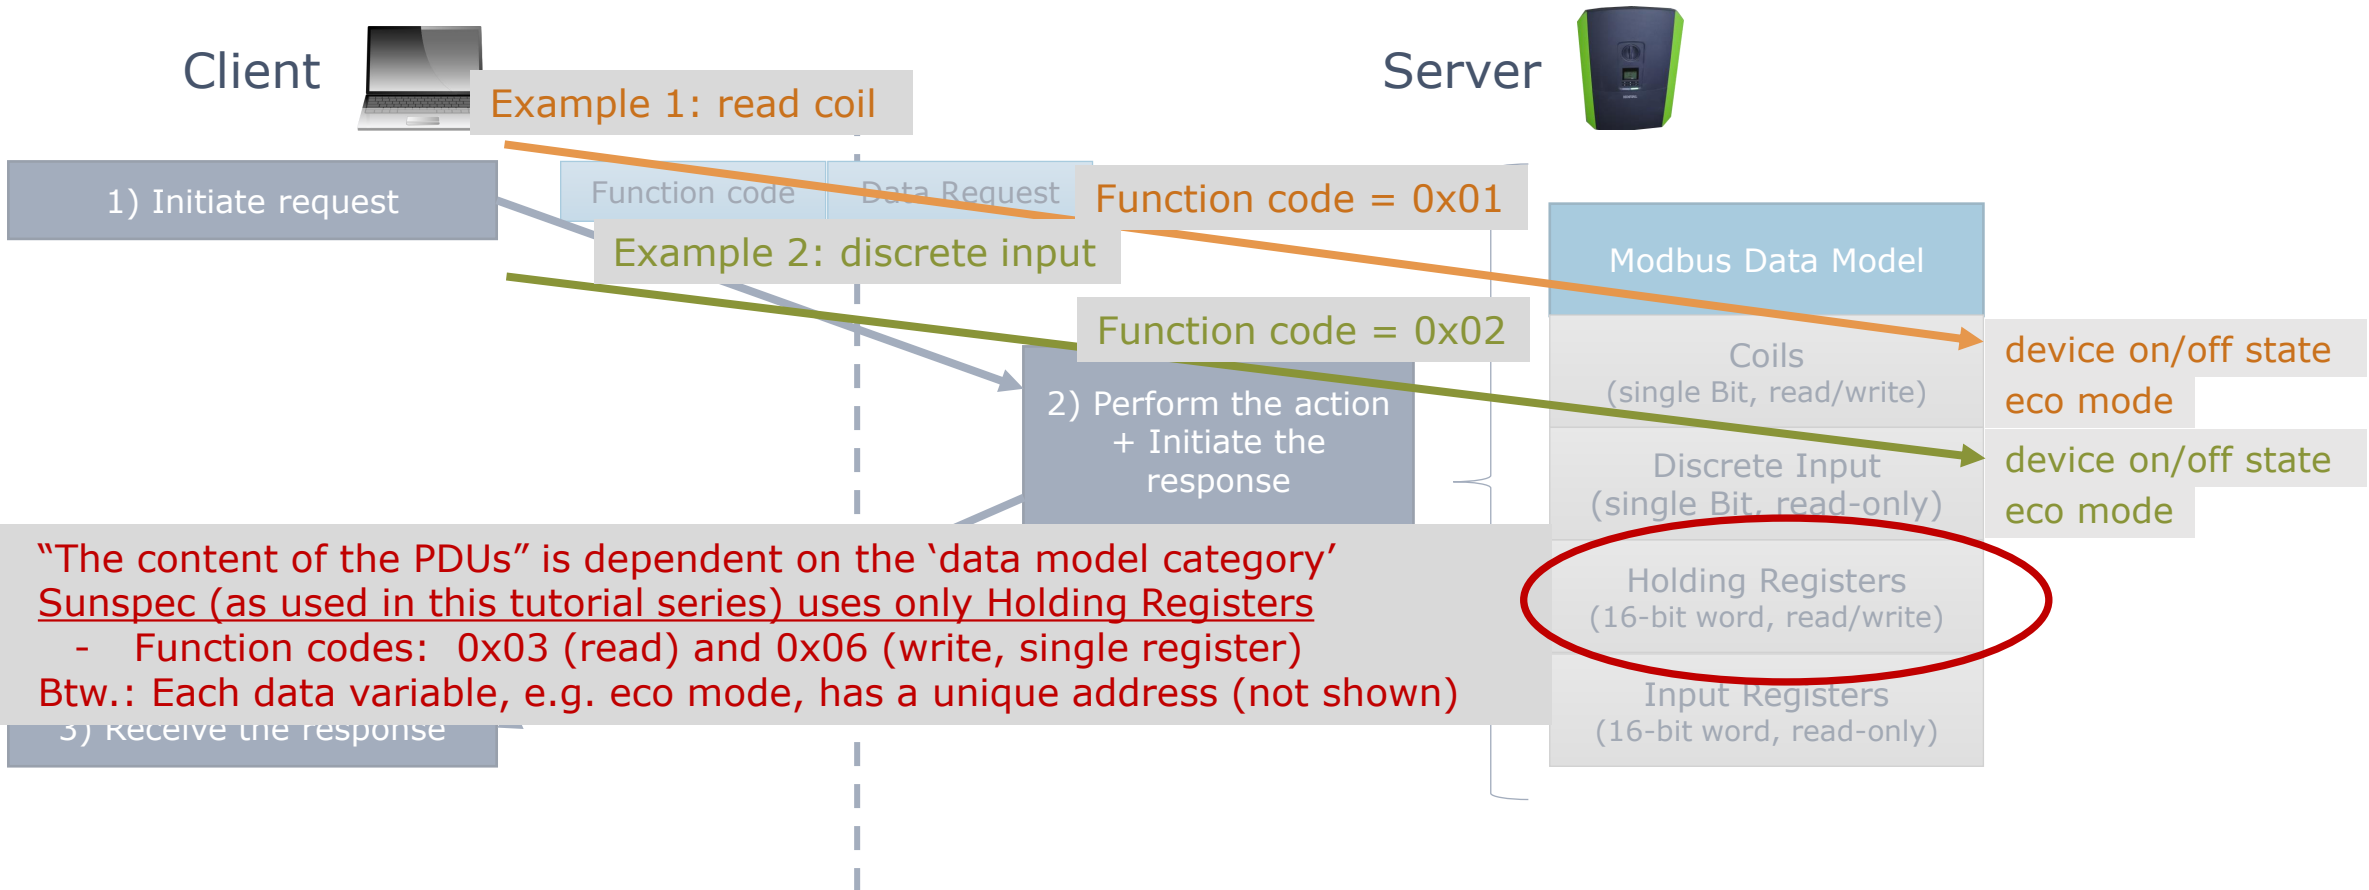 Client
Server
Example 1: read coil
1) Initiate request
Function code
Data Request
Function code = 0x01
Example 2: discrete input
Modbus Data Model
Function code = 0x02
Coils
(single Bit, read/write)
device on/off state
eco mode
2) Perform the action
+ Initiate the
response
Discrete Input
(single Bit, read-only)
device on/off state
eco mode
“The content of the PDUs” is dependent on the ‘data model category’
Sunspec (as used in this tutorial series) uses only Holding Registers
- Function codes: 0x03 (read) and 0x06 (write, single register)
Btw.: Each data variable, e.g. eco mode, has a unique address (not shown)
Holding Registers
(16-bit word, read/write)
Input Registers
(16-bit word, read-only)
3) Receive the response